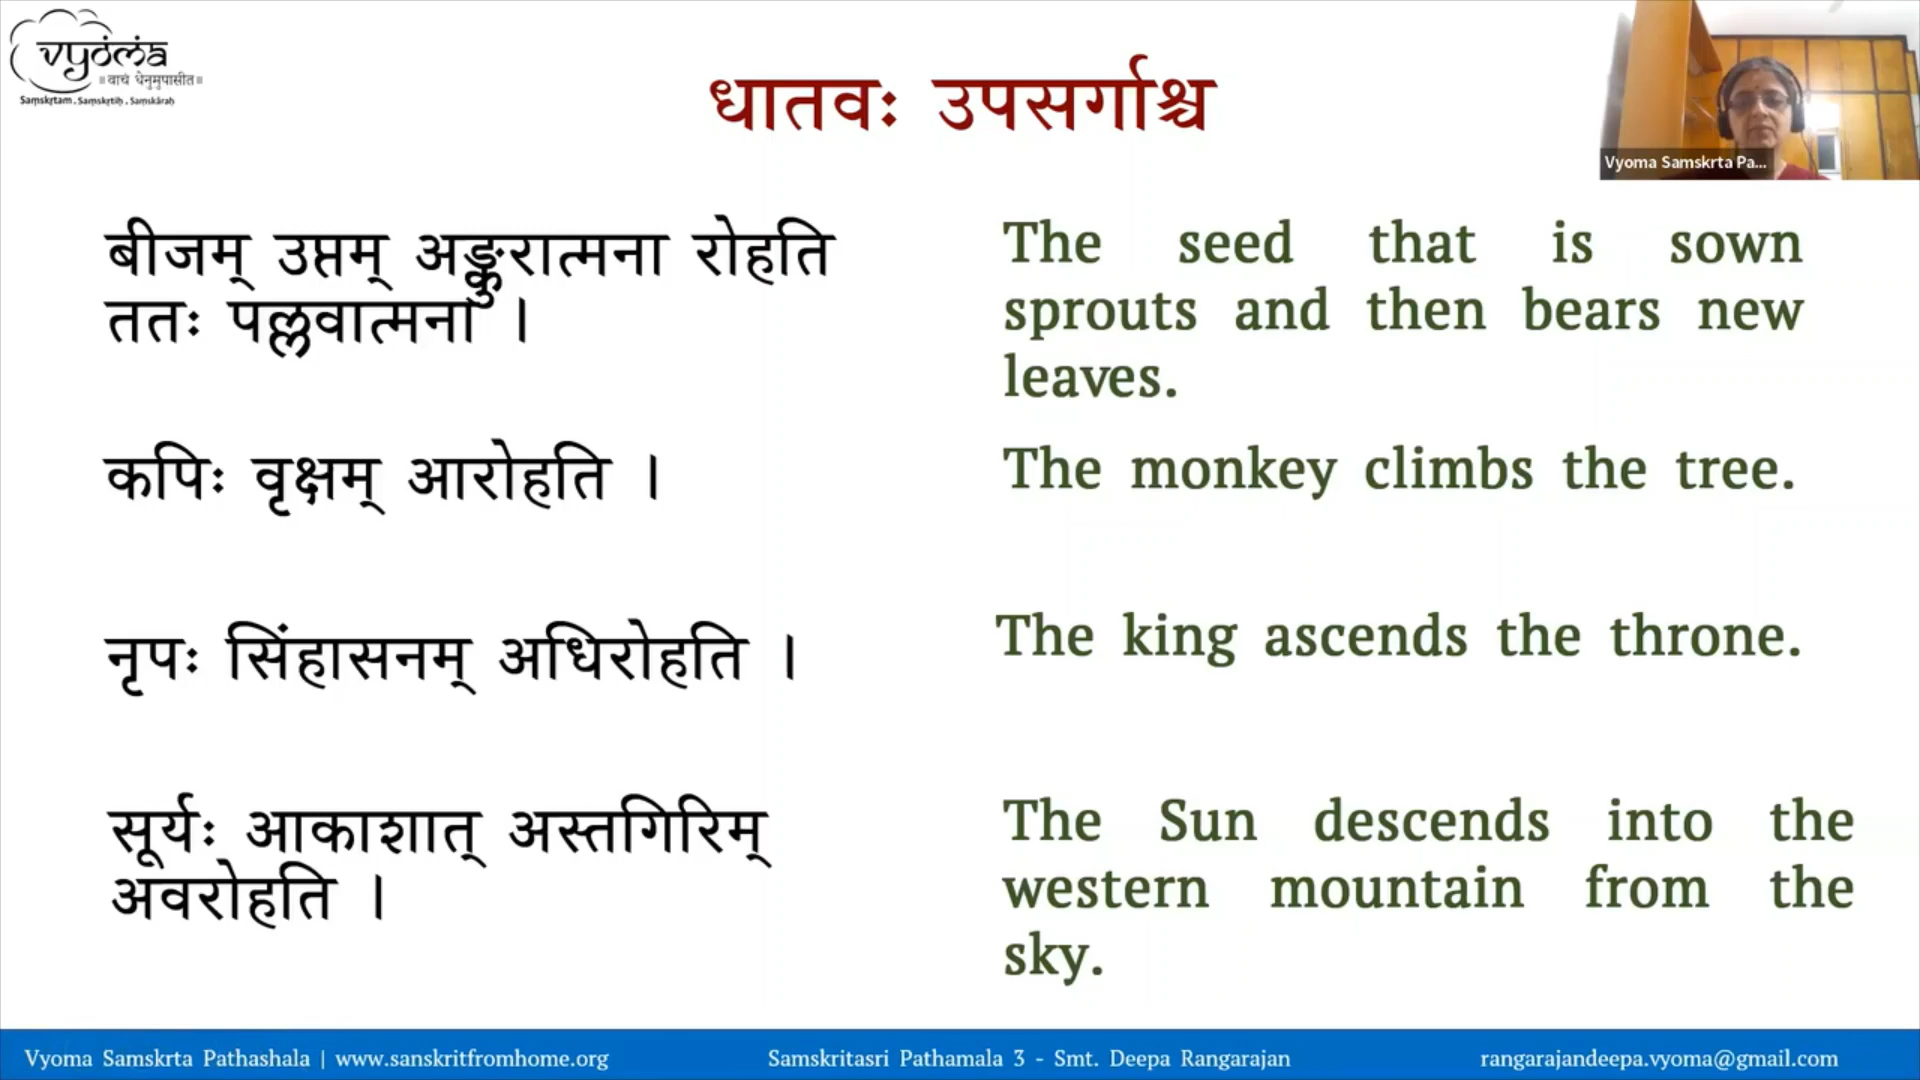 vyoma
॥ वाचं धेनुमुपासीत॥
Saṃskṛtam . Saṃskṛtiḥ . Saṃskāraḥ
धातवः उपसर्गाश्च
Vyoma Samskrta Pa...
बीजम् उप्तम् अङ्कुरात्मना रोहति
ततः पल्लवात्मना ।
The seed that is sown
sprouts and then bears new
leaves.
कपिः वृक्षम् आरोहति ।
The monkey climbs the tree.
नृपः सिंहासनम् अधिरोहति ।
The king ascends the throne.
सूर्यः आकाशात् अस्तगिरिम्
अवरोहति ।
The Sun descends into the
western mountain from the
sky.
Vyoma Samskrta Pathashala | www.sanskritfromhome.org
Samskritasri Pathamala 3 - Smt. Deepa Rangarajan
rangarajandeepa.vyoma@gmail.com